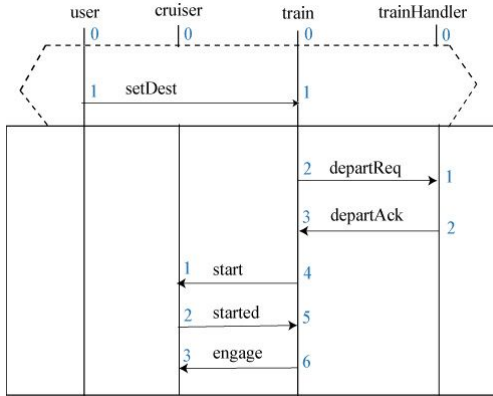 user cruiser train trainHandler
0 0 0 0
1 setDest 1
2 departReq 1
3 departAck 2
1 start 4
2 started 5
3 engage 6